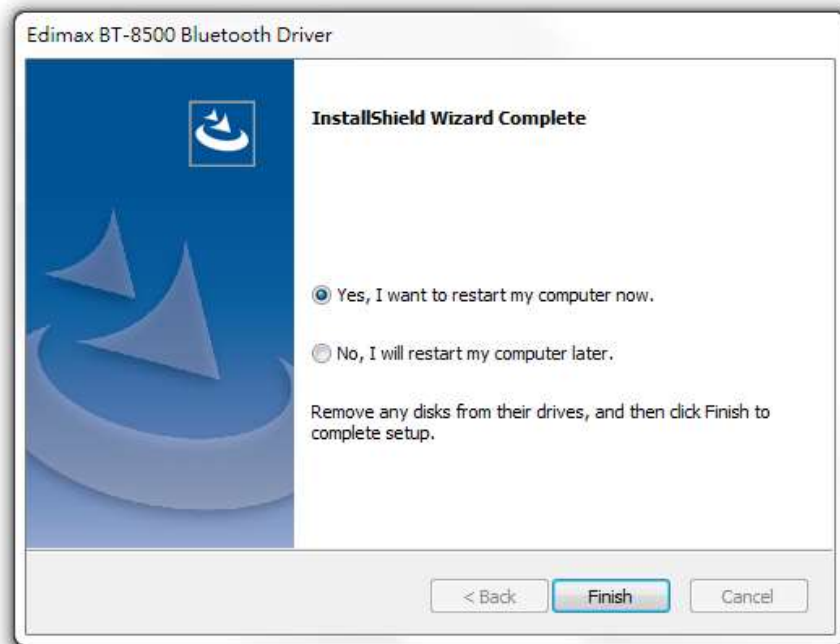 Edimax BT-8500 Bluetooth Driver
InstallShield Wizard Complete
Yes, I want to restart my computer now.
No, I will restart my computer later.
Remove any disks from their drives, and then click Finish to
complete setup.
< Back
Finish
Cancel